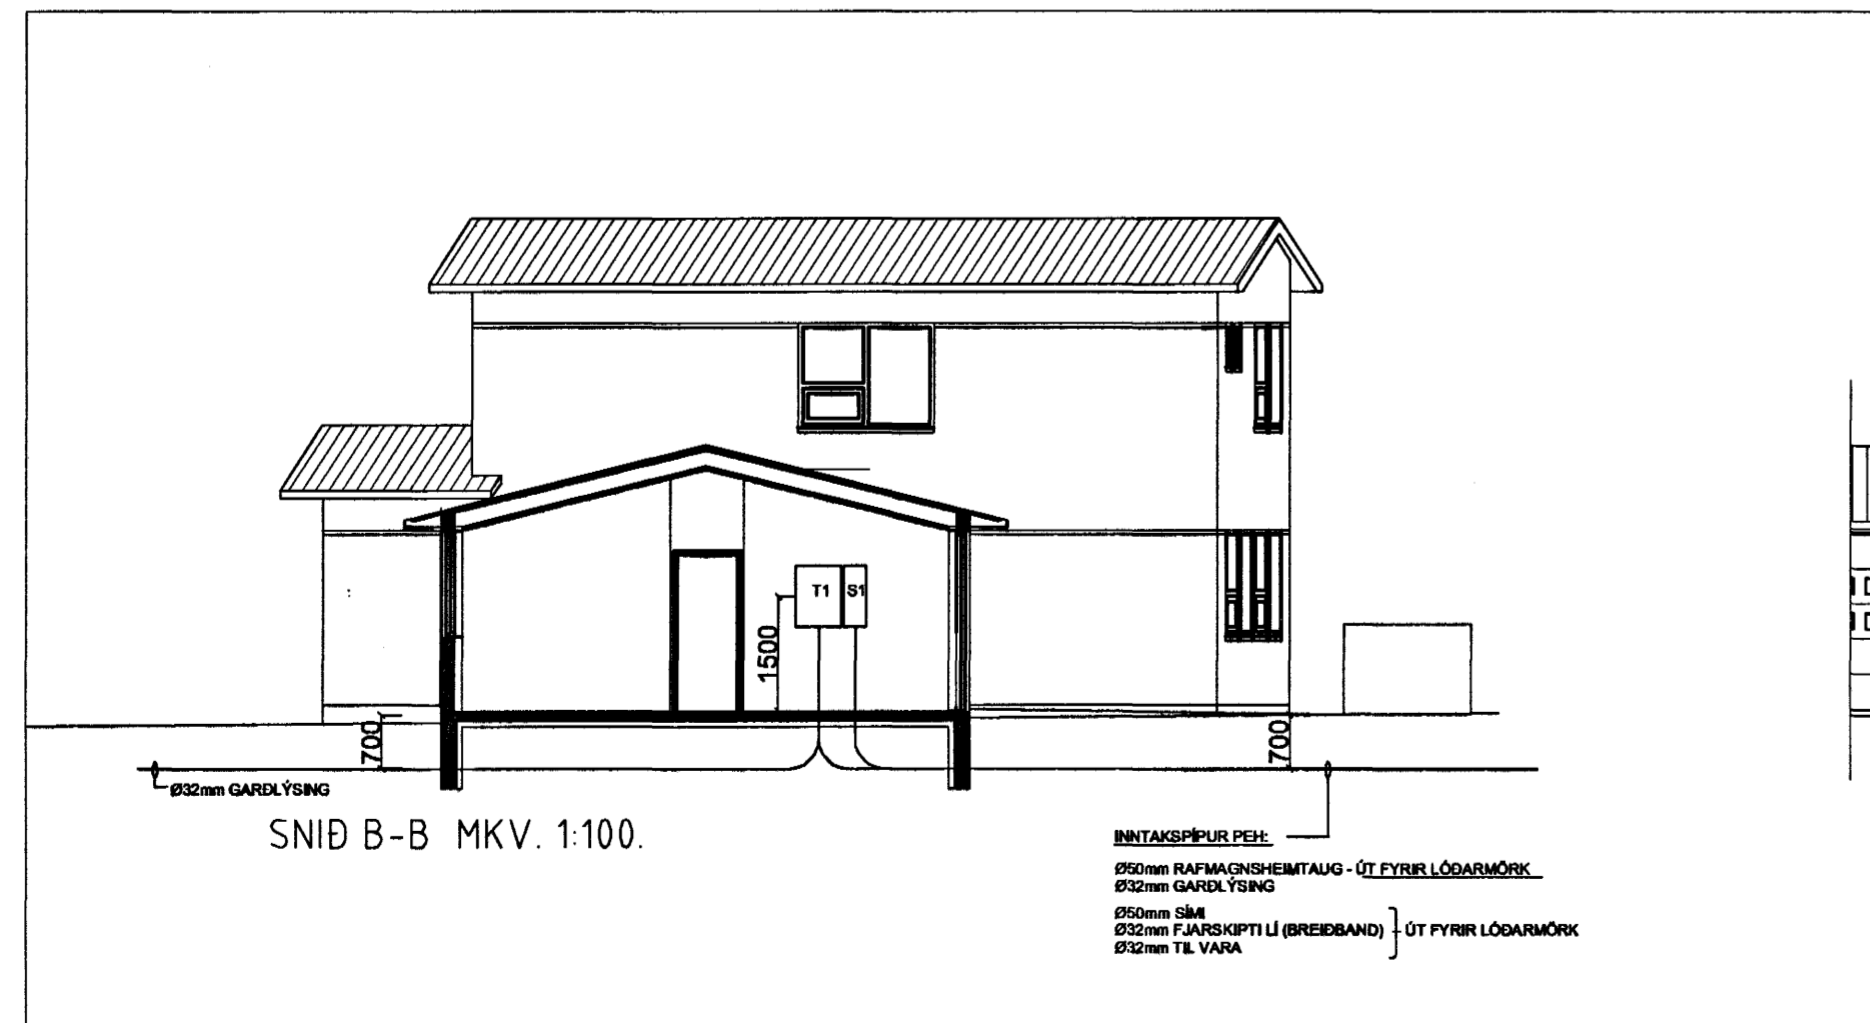 T1 S1
1500
700
700
Ø32mm GARÐLÝSING
SNIÐ B-B MKV. 1:100.
INNTAKSPÍPUR PEH:
Ø50mm RAFMAGNSHEIMTAUG - ÚT FYRIR LÓÐARMÖRK
Ø32mm GARÐLÝSING
Ø50mm SÍMI
Ø32mm FJARSKIPTI LÍ (BREIÐBAND)
Ø32mm TIL VARA
ÚT FYRIR LÓÐARMÖRK